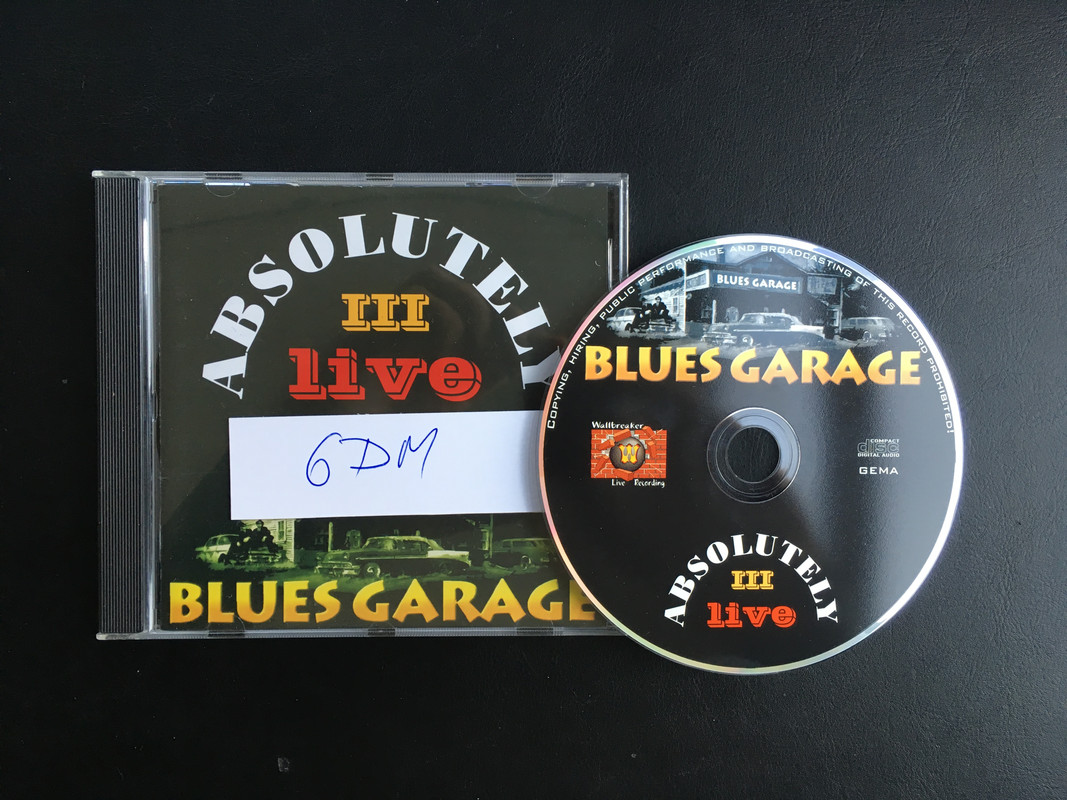 ABSOLUTELY
III
live
6DM
BLUES GARAGE
COPYING, HIRING, PUBLIC PERFORMANCE AND BROADCASTING OF THIS RECORD PROHIBITED!
BLUES GARAGE
BLUES GARAGE
Wallbreaker
W
Live Recording
COMPACT
disc
DIGITAL AUDIO
GEMA
ABSOLUTELY
III
live